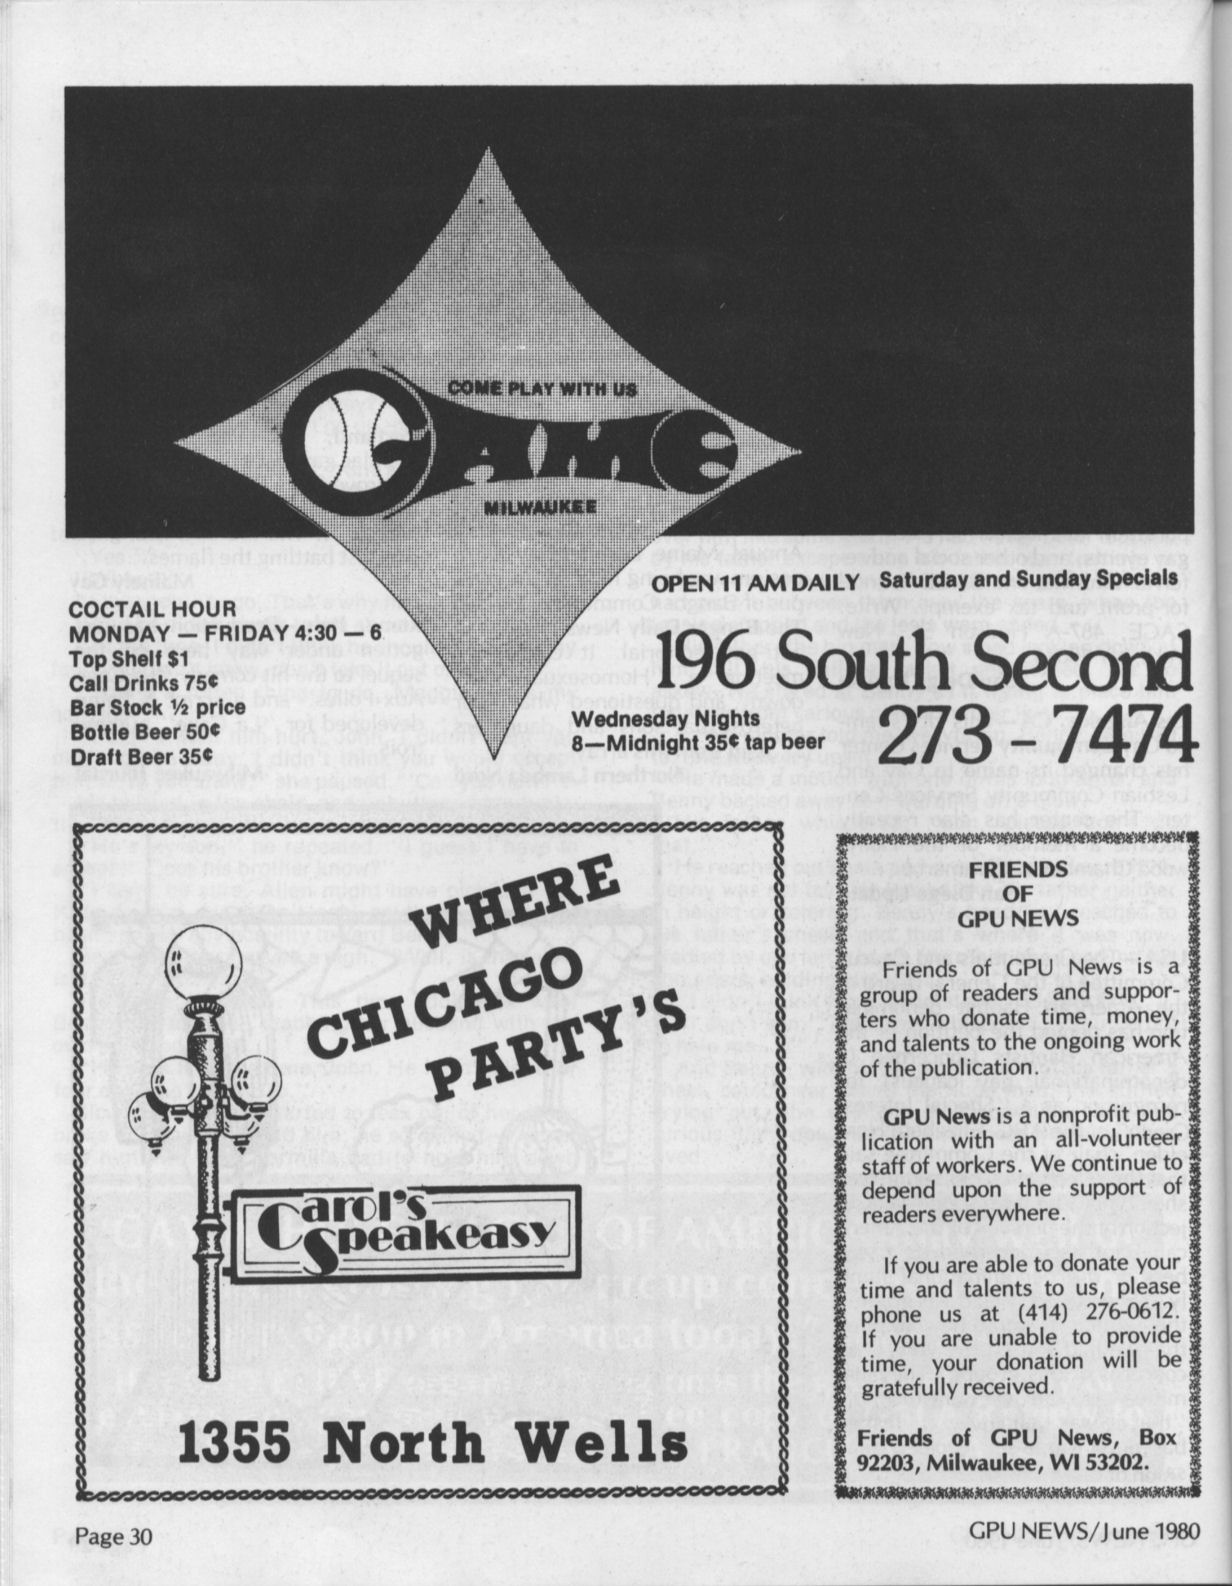 COME PLAY WITH US
GAME
MILWAUKEE
OPEN 11 AM DAILY Saturday and Sunday Specials
COCTAIL HOUR
MONDAY — FRIDAY 4:30 — 6
Top Shelf $1
Call Drinks 75¢
Bar Stock ½ price
Bottle Beer 50¢
Draft Beer 35¢
196 South Second
273 7474
Wednesday Nights
8—Midnight 35¢ tap beer
WHERE
CHICAGO
PARTY'S
Carol's
Speakeasy
1355 North Wells
FRIENDS
OF
GPU NEWS
Friends of GPU News is a
group of readers and suppor-
ters who donate time, money,
and talents to the ongoing work
of the publication.
GPU News is a nonprofit pub-
lication with an all-volunteer
staff of workers. We continue to
depend upon the support of
readers everywhere.
If you are able to donate your
time and talents to us, please
phone us at (414) 276-0612.
If you are unable to provide
time, your donation will be
gratefully received.
Friends of GPU News, Box
92203, Milwaukee, WI 53202.
Page 30
GPU NEWS/June 1980